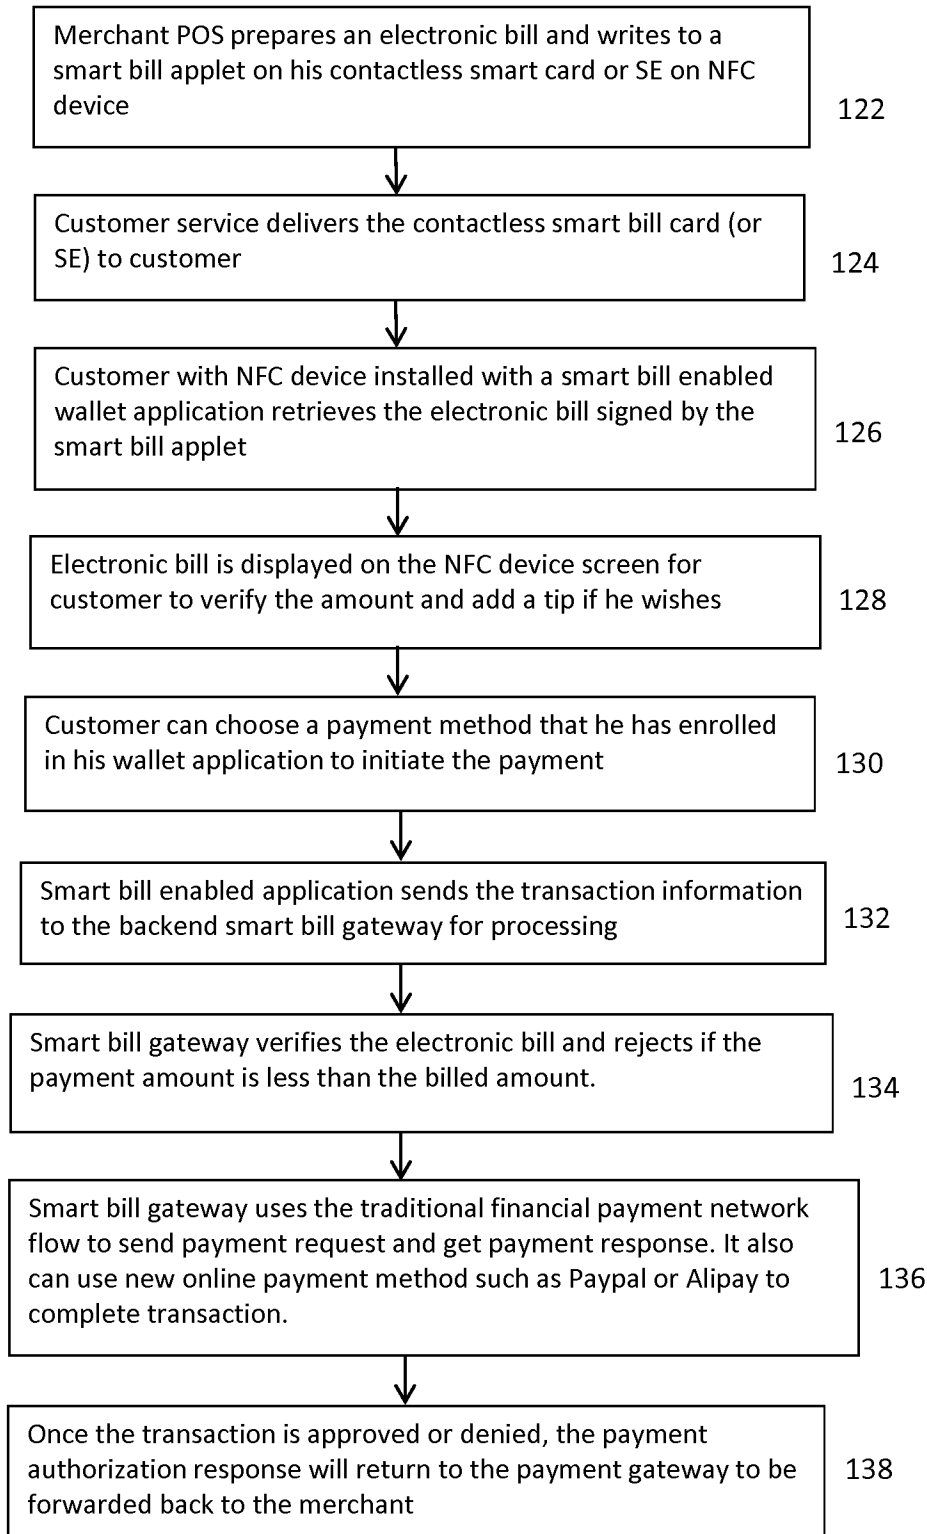 Merchant POS prepares an electronic bill and writes to a
smart bill applet on his contactless smart card or SE on NFC
device
122
Customer service delivers the contactless smart bill card (or
SE) to customer
124
Customer with NFC device installed with a smart bill enabled
wallet application retrieves the electronic bill signed by the
smart bill applet
126
Electronic bill is displayed on the NFC device screen for
customer to verify the amount and add a tip if he wishes
128
Customer can choose a payment method that he has enrolled
in his wallet application to initiate the payment
130
Smart bill enabled application sends the transaction information
to the backend smart bill gateway for processing
132
Smart bill gateway verifies the electronic bill and rejects if the
payment amount is less than the billed amount.
134
Smart bill gateway uses the traditional financial payment network
flow to send payment request and get payment response. It also
can use new online payment method such as Paypal or Alipay to
complete transaction.
136
Once the transaction is approved or denied, the payment
authorization response will return to the payment gateway to be
forwarded back to the merchant
138